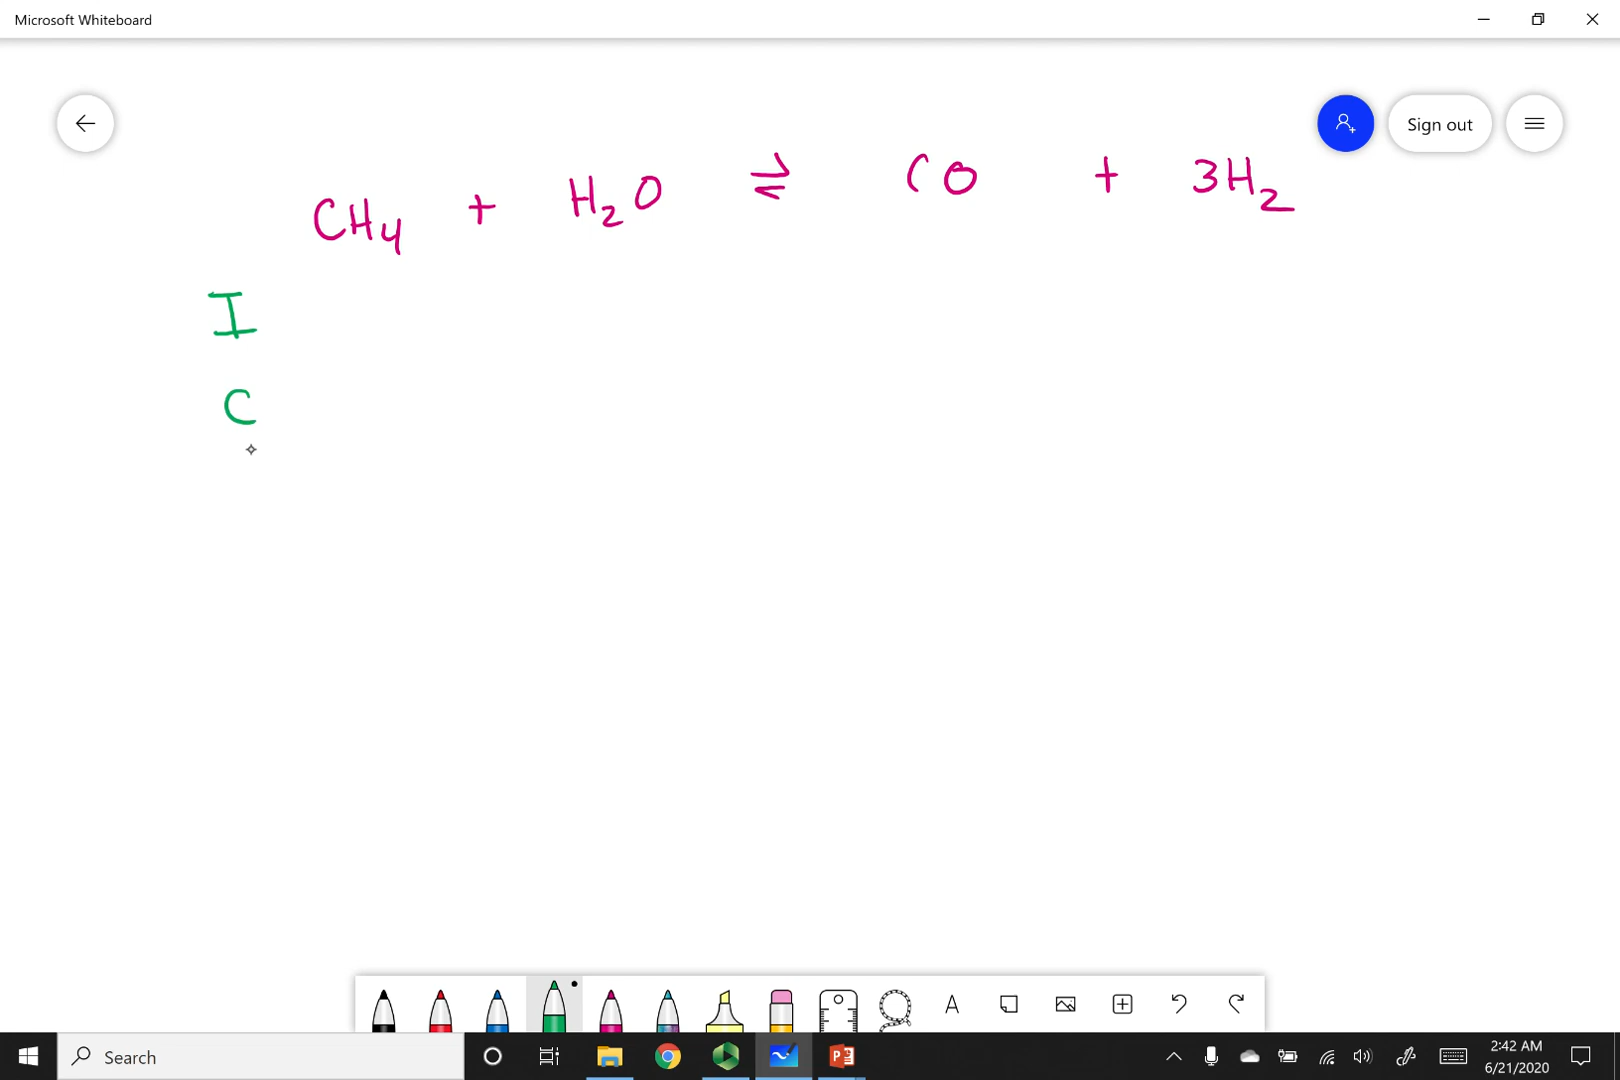 Microsoft Whiteboard
Sign out
CH₄ + H₂O ⇌ CO + 3H₂
I
C
A
Search
2:42 AM
6/21/2020